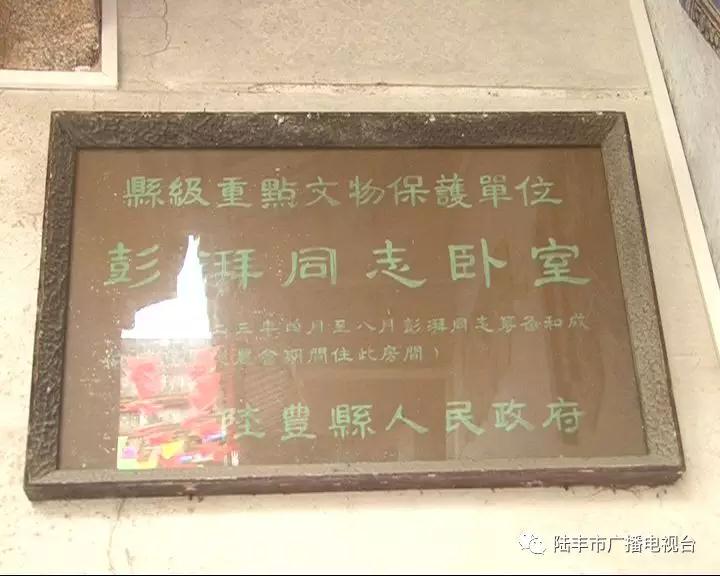 縣級重點文物保護單位
彭湃同志卧室
二三年四月至八月彭湃同志籌备和成
農會期間住此房間）
陸豊縣人民政府
陆丰市广播电视台